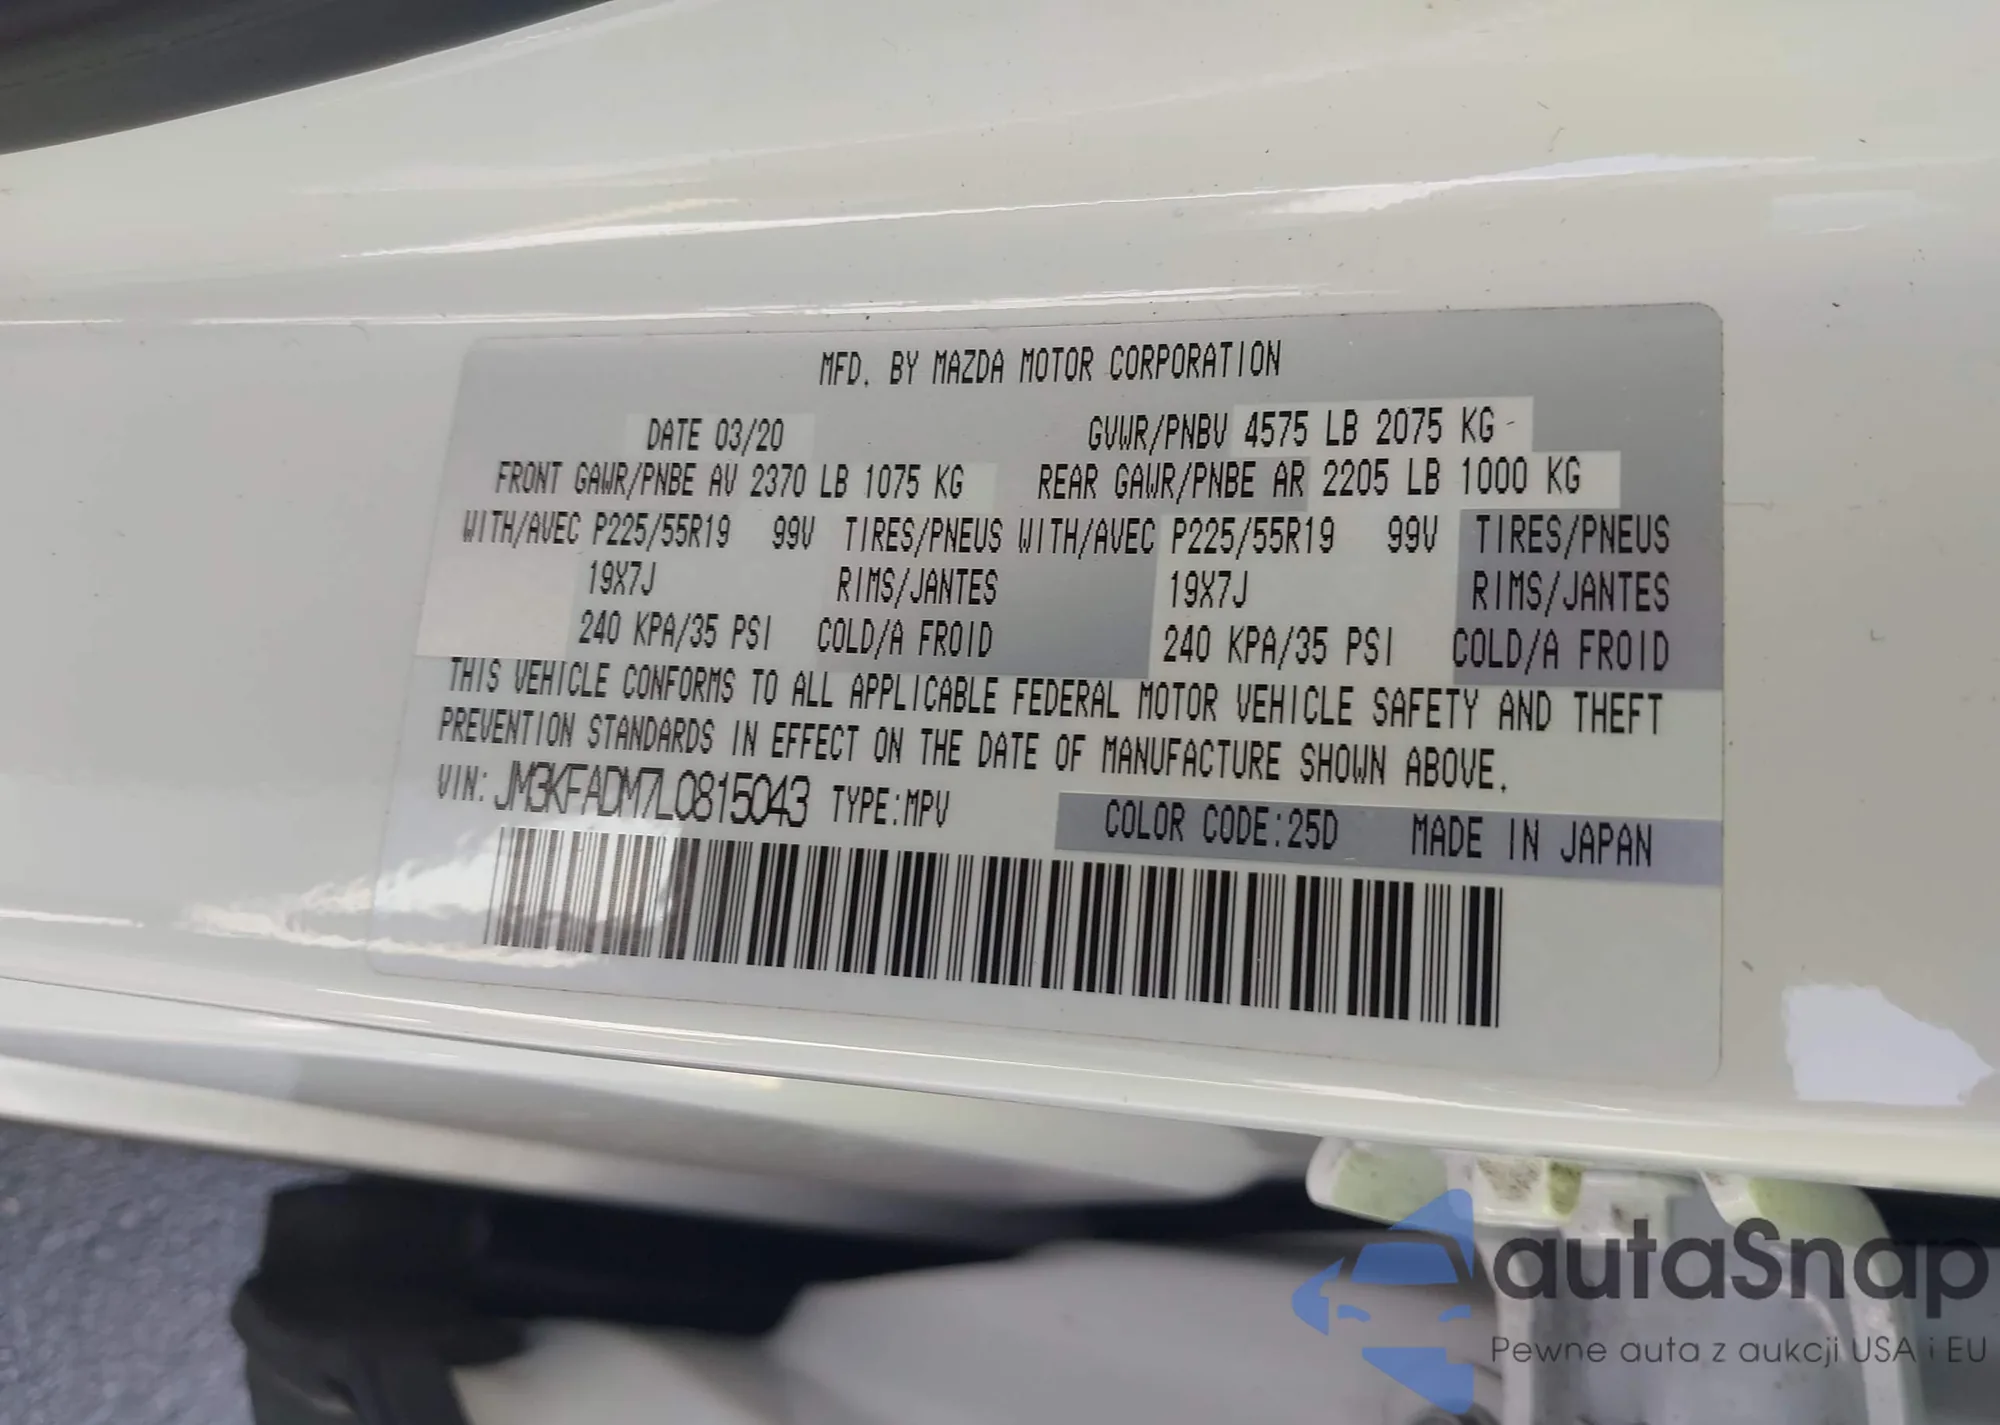 MFD. BY MAZDA MOTOR CORPORATION
DATE 03/20 GVWR/PNBV 4575 LB 2075 KG
FRONT GAWR/PNBE AV 2370 LB 1075 KG REAR GAWR/PNBE AR 2205 LB 1000 KG
WITH/AVEC P225/55R19 99V TIRES/PNEUS WITH/AVEC P225/55R19 99V TIRES/PNEUS
19X7J RIMS/JANTES 19X7J RIMS/JANTES
240 KPA/35 PSI COLD/A FROID 240 KPA/35 PSI COLD/A FROID
THIS VEHICLE CONFORMS TO ALL APPLICABLE FEDERAL MOTOR VEHICLE SAFETY AND THEFT
PREVENTION STANDARDS IN EFFECT ON THE DATE OF MANUFACTURE SHOWN ABOVE.
VIN: JM3KFADM7L0815043 TYPE:MPV COLOR CODE:25D MADE IN JAPAN
autaSnap
Pewne auta z aukcji USA i EU